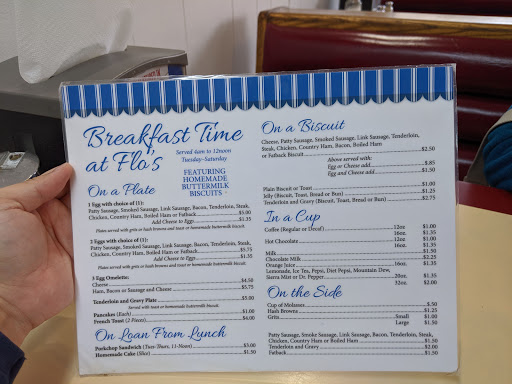 Breakfast Time
at Flo's
Served 4am to 12noon
Tuesday-Saturday
FEATURING
HOMEMADE
BUTTERMILK
BISCUITS
On a Plate
1 Egg with choice of (1):
Patty Sausage, Smoked Sausage, Link Sausage, Bacon, Tenderloin, Steak,
Chicken, Country Ham, Boiled Ham or Fatback $5.00
Add Cheese to Eggs $1.35
Plates served with grits or hash browns and toast or homemade buttermilk biscuit.
2 Eggs with choice of (1):
Patty Sausage, Smoked Sausage, Link Sausage, Bacon, Tenderloin, Steak,
Chicken, Country Ham, Boiled Ham or Fatback $5.75
Add Cheese to Eggs $1.35
Plates served with grits or hash browns and toast or homemade buttermilk biscuit.
3 Egg Omelette:
Cheese $4.50
Ham, Bacon or Sausage and Cheese $5.75
Tenderloin and Gravy Plate $5.00
Served with toast or homemade buttermilk biscuit.
Pancakes (Each) $1.00
French Toast (2 Pieces) $4.00
On Loan From Lunch
Porkchop Sandwich (Tues-Thurs, 11-Noon) $3.00
Homemade Cake (Slice) $1.50
On a Biscuit
Cheese, Patty Sausage, Smoke Sausage, Link Sausage, Tenderloin,
Steak, Chicken, Country Ham, Bacon, Boiled Ham
or Fatback Biscuit $2.50
Above served with:
Egg or Cheese add $.85
Egg and Cheese add $1.50
Plain Biscuit or Toast $1.00
Jelly (Biscuit, Toast, Bread or Bun) $1.25
Tenderloin and Gravy (Biscuit, Toast, Bread or Bun) $2.75
In a Cup
Coffee (Regular or Decaf) 12oz $1.00
16oz $1.35
Hot Chocolate 12oz $1.00
16oz $1.35
Milk $1.50
Chocolate Milk $2.25
Orange Juice 16oz $1.35
Lemonade, Ice Tea, Pepsi, Diet Pepsi, Mountain Dew,
Sierra Mist or Dr. Pepper 20oz $1.35
32oz $2.00
On the Side
Cup of Molasses $.50
Hash Browns $1.25
Grits Small $1.00
Large $1.50
Patty Sausage, Smoke Sausage, Link Sausage, Bacon, Tenderloin, Steak,
Chicken, Country Ham or Boiled Ham $1.50
Tenderloin and Gravy $2.00
Fatback $1.50